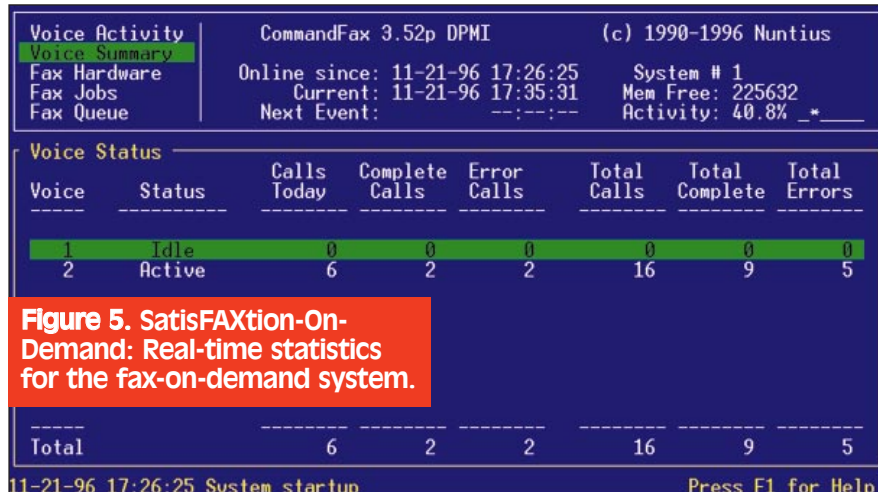 Voice Activity
Voice Summary
Fax Hardware
Fax Jobs
Fax Queue
CommandFax 3.52p DPMI (c) 1990-1996 Nuntius
Online since: 11-21-96 17:26:25 System # 1
Current: 11-21-96 17:35:31 Mem Free: 225632
Next Event: --:--:-- Activity: 40.8% _*____
Voice Status
Calls Complete Error Total Total Total
Voice Status Today Calls Calls Calls Complete Errors
----- ---------- -------- -------- -------- -------- -------- --------
1 Idle 0 0 0 0 0 0
2 Active 6 2 2 16 9 5
Figure 5. SatisFAXtion-On-
Demand: Real-time statistics
for the fax-on-demand system.
----- -------- -------- -------- -------- -------- --------
Total 6 2 2 16 9 5
11-21-96 17:26:25 System startup Press F1 for Help